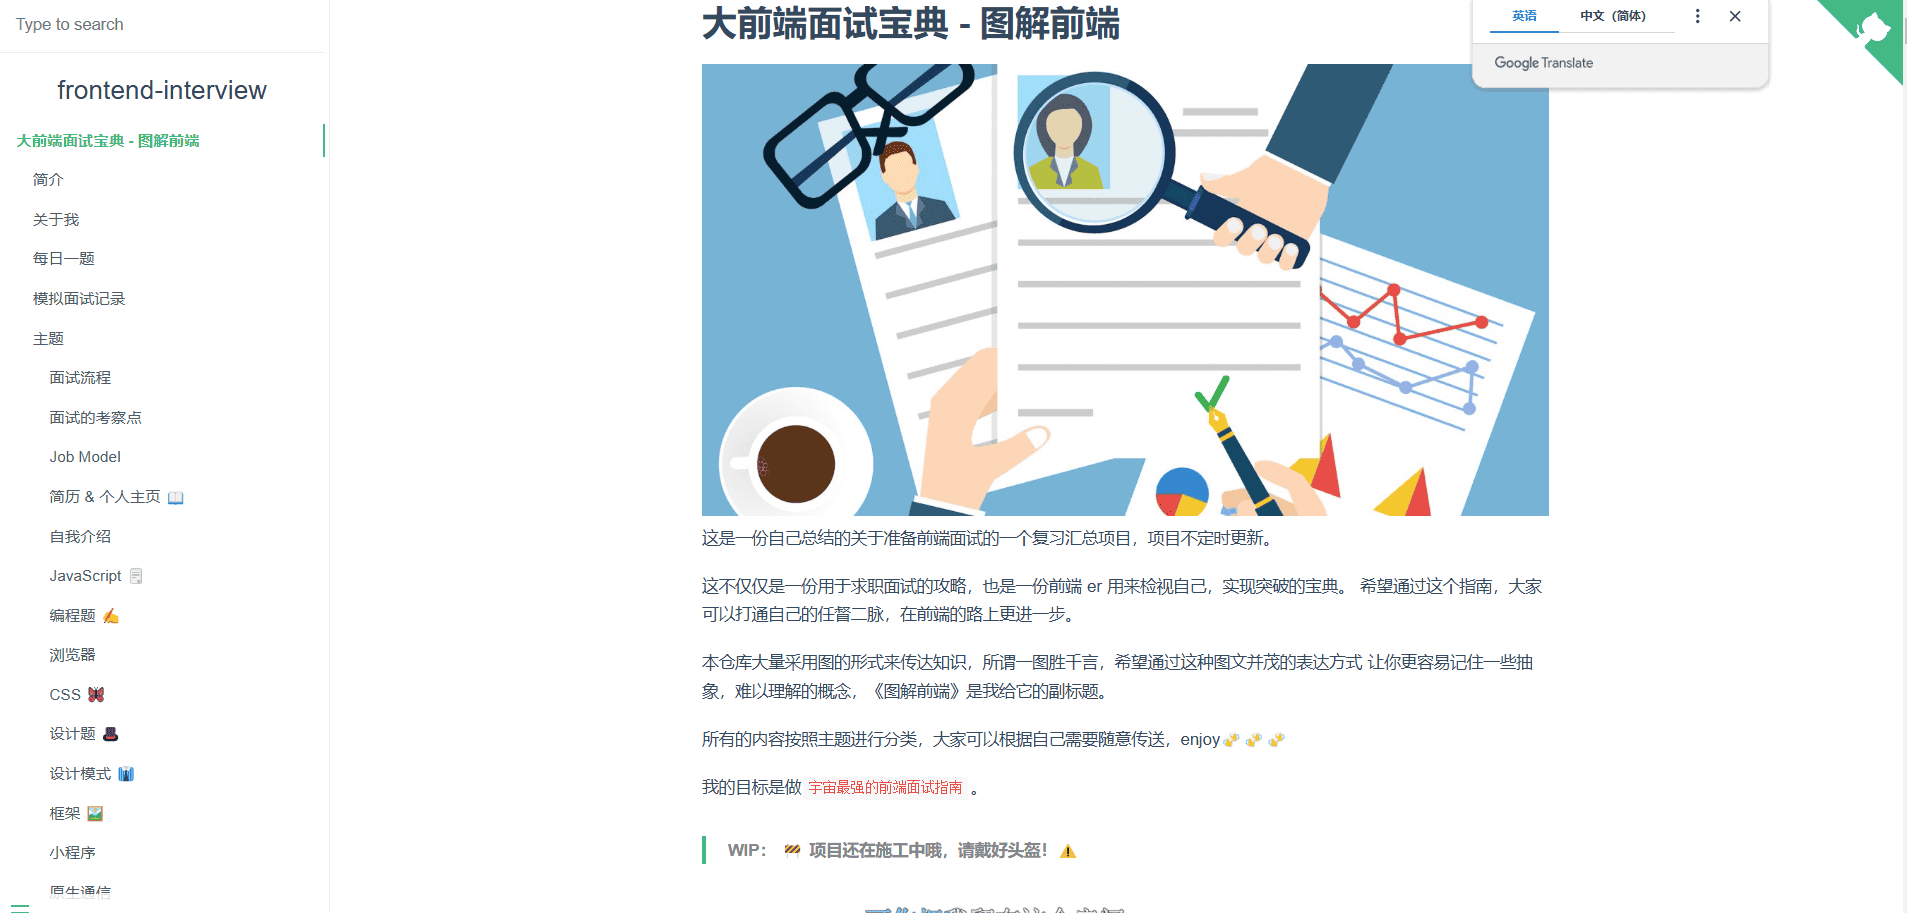 Type to search
frontend-interview
大前端面试宝典 - 图解前端
简介
关于我
每日一题
模拟面试记录
主题
面试流程
面试的考察点
Job Model
简历 & 个人主页 📖
自我介绍
JavaScript 🗒️
编程题 ✍️
浏览器
CSS 🦋
设计题 🎩
设计模式 👔
框架 🖼️
小程序
原生通信
大前端面试宝典 - 图解前端
英语 中文（简体）
Google Translate
这是一份自己总结的关于准备前端面试的一个复习汇总项目，项目不定时更新。
这不仅仅是一份用于求职面试的攻略，也是一份前端 er 用来检视自己，实现突破的宝典。 希望通过这个指南，大家
可以打通自己的任督二脉，在前端的路上更进一步。
本仓库大量采用图的形式来传达知识，所谓一图胜千言，希望通过这种图文并茂的表达方式 让你更容易记住一些抽
象，难以理解的概念，《图解前端》是我给它的副标题。
所有的内容按照主题进行分类，大家可以根据自己需要随意传送，enjoy
我的目标是做 宇宙最强的前端面试指南 。
WIP： 🚧 项目还在施工中哦，请戴好头盔！ ⚠️